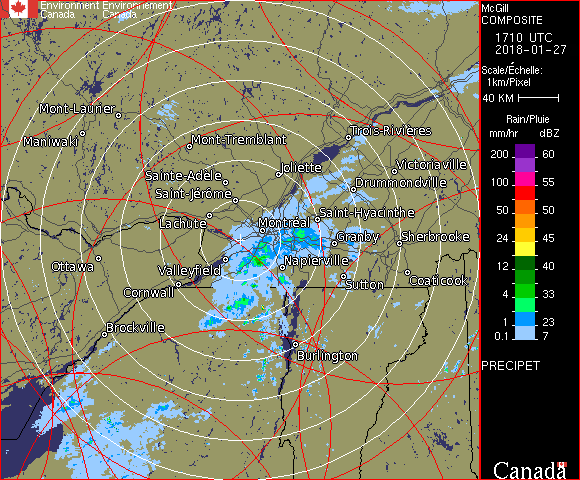 Environment Environnement
Canada Canada
Mont-Laurier
Maniwaki
Mont-Tremblant
Trois-Rivières
Joliette
Victoriaville
Sainte-Adèle
Drummondville
Saint-Jérôme
Saint-Hyacinthe
Lachute
Montréal
Granby
Sherbrooke
Ottawa
Valleyfield
Napierville
Cornwall
Sutton
Coaticook
Brockville
Burlington
McGill
COMPOSITE
1710 UTC
2018-01-27
Scale/Échelle:
1km/Pixel
40 KM
Rain/Pluie
mm/hr dBZ
200 60
150 57
100 55
50 50
24 45
12 40
4 33
1 23
0.1 7
PRECIPET
Canada